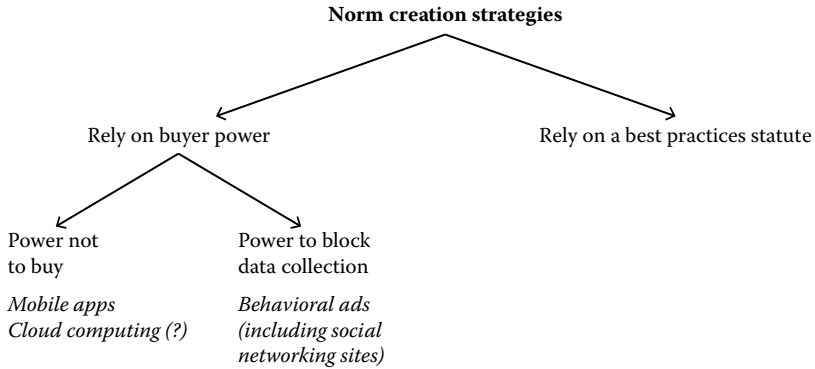 Norm creation strategies
Rely on buyer power
Rely on a best practices statute
Power not
to buy
Mobile apps
Cloud computing (?)
Power to block
data collection
Behavioral ads
(including social
networking sites)